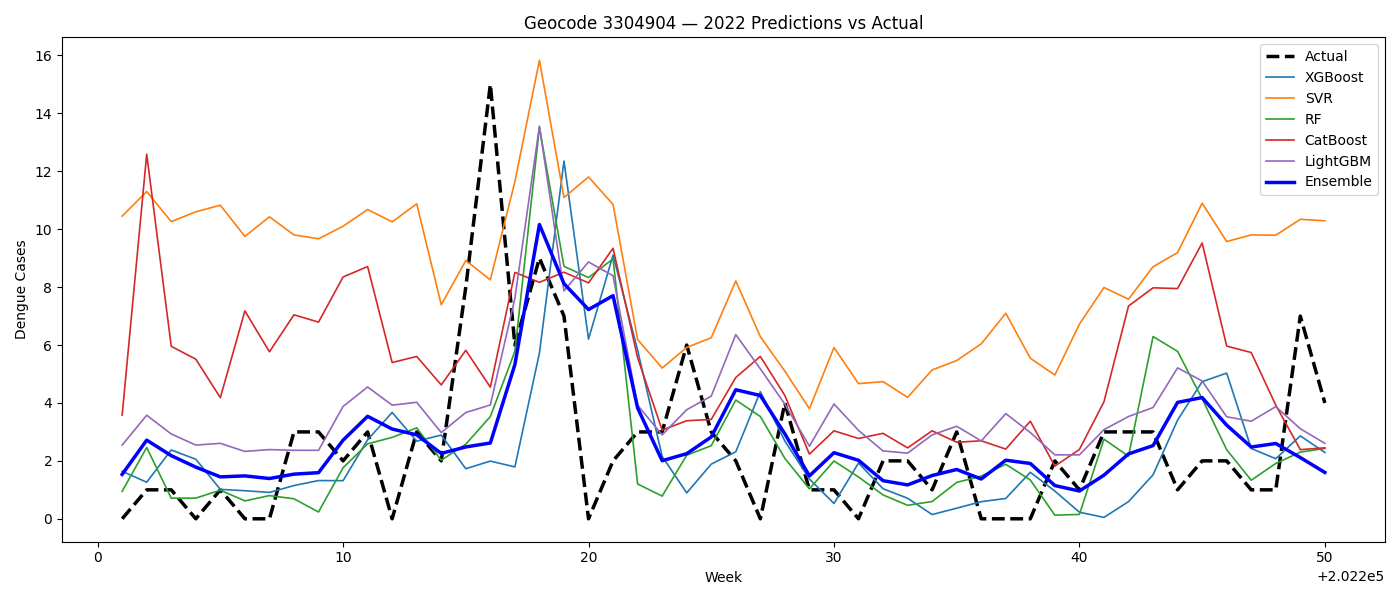 Geocode 3304904 — 2022 Predictions vs Actual
Dengue Cases
16
14
12
10
8
6
4
2
0
Actual
XGBoost
SVR
RF
CatBoost
LightGBM
Ensemble
0 10 20 30 40 50
Week
+2.022e5